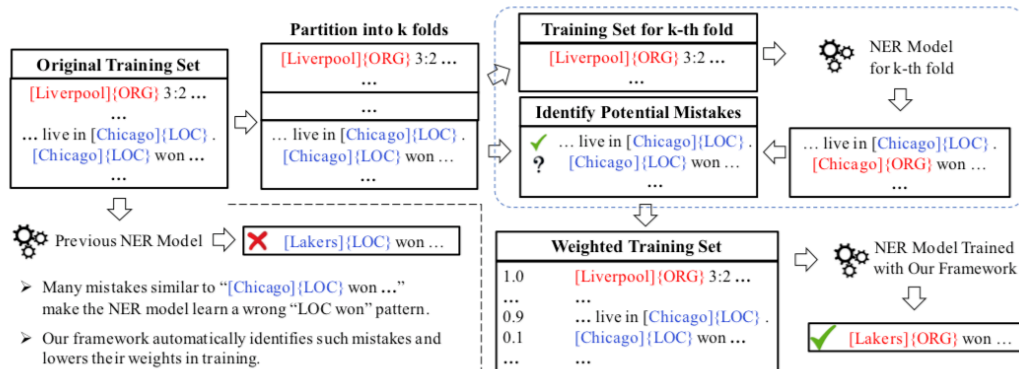 Original Training Set
[Liverpool]{ORG} 3:2 ...
...
... live in [Chicago]{LOC} .
[Chicago]{LOC} won ...
...
Partition into k folds
[Liverpool]{ORG} 3:2 ...
...
...
... live in [Chicago]{LOC} .
[Chicago]{LOC} won ...
...
Training Set for k-th fold
[Liverpool]{ORG} 3:2 ...
...
NER Model
for k-th fold
Identify Potential Mistakes
... live in [Chicago]{LOC} .
? [Chicago]{LOC} won ...
...
... live in [Chicago]{LOC} .
[Chicago]{ORG} won ...
...
Previous NER Model
[Lakers]{LOC} won ...
➢ Many mistakes similar to “[Chicago]{LOC} won ...”
make the NER model learn a wrong “LOC won” pattern.
➢ Our framework automatically identifies such mistakes and
lowers their weights in training.
Weighted Training Set
1.0 [Liverpool]{ORG} 3:2 ...
... ...
0.9 ... live in [Chicago]{LOC} .
0.1 [Chicago]{LOC} won ...
... ...
NER Model Trained
with Our Framework
[Lakers]{ORG} won ...